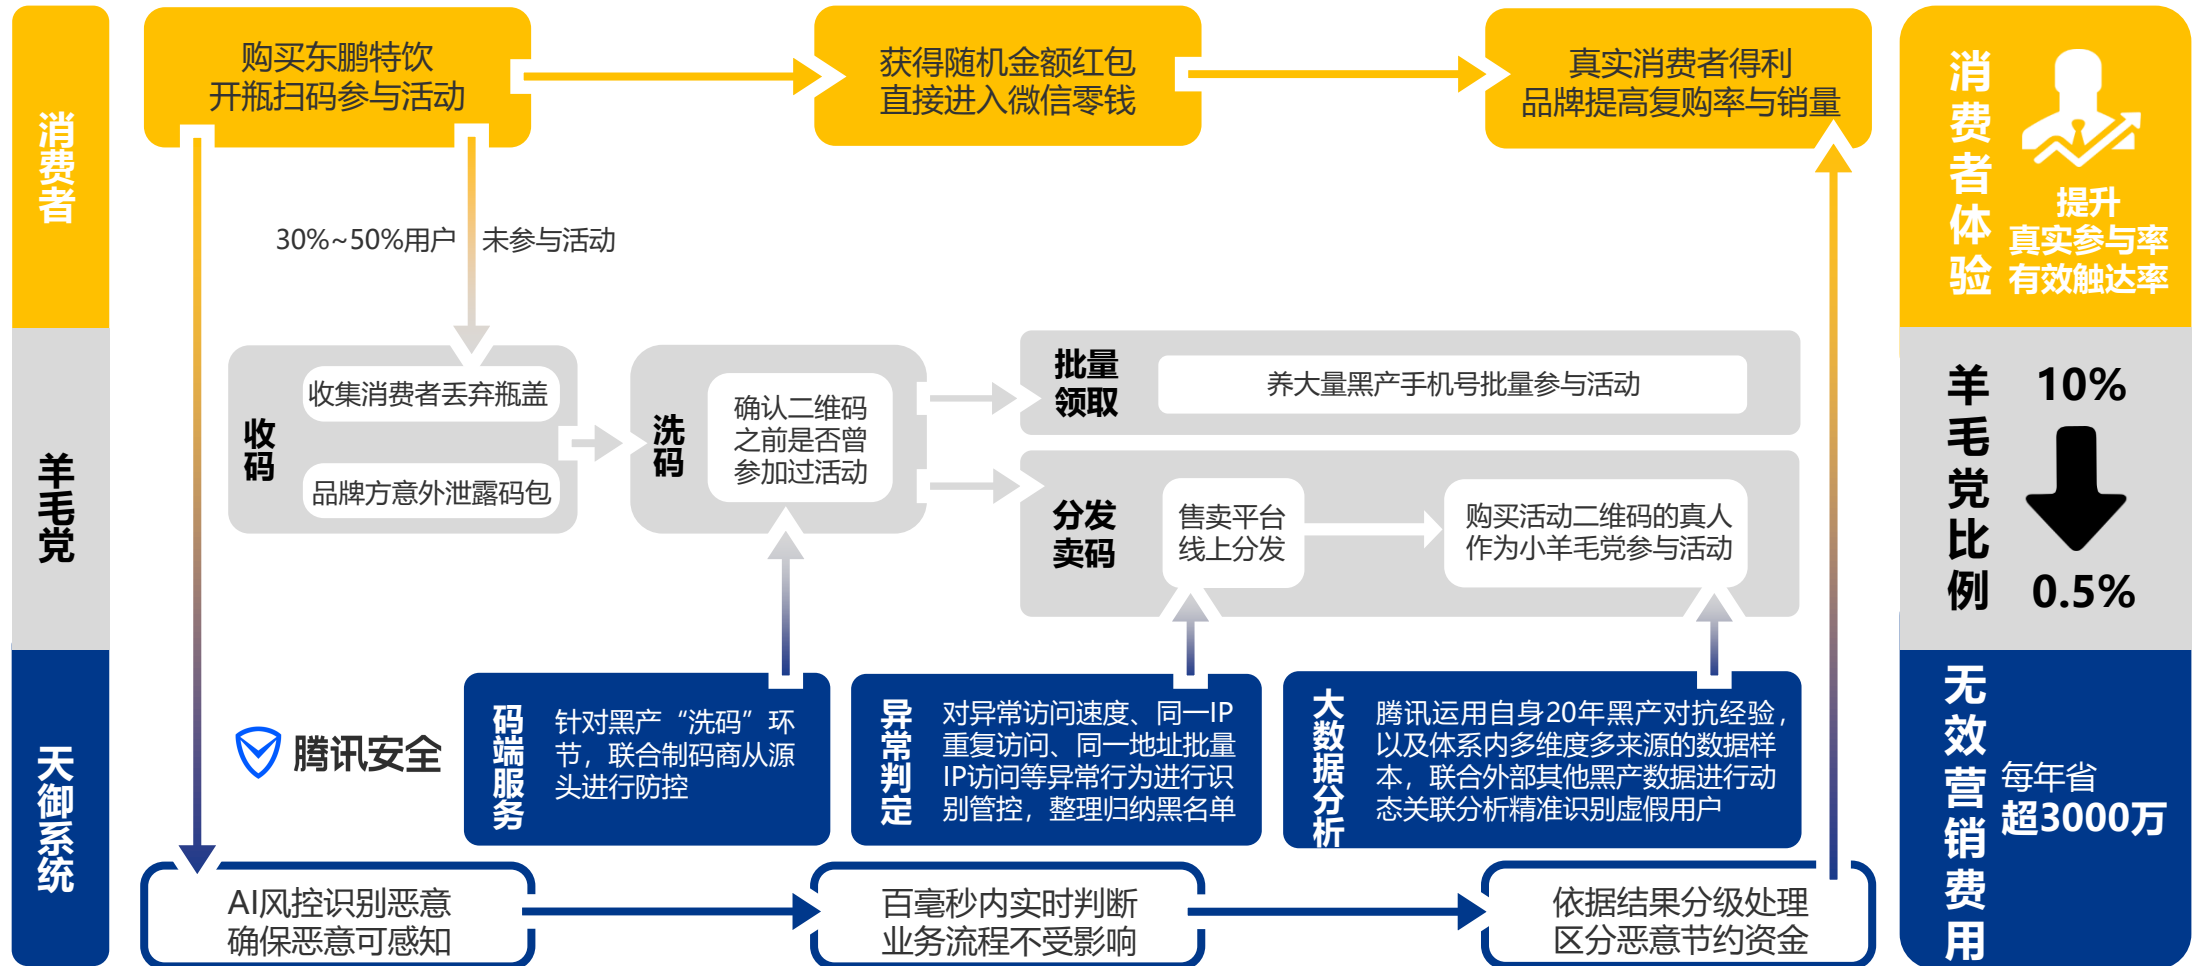 消费者
购买东鹏特饮
开瓶扫码参与活动
获得随机金额红包
直接进入微信零钱
真实消费者得利
品牌提高复购率与销量
30%~50%用户
未参与活动
消费者体验
提升
真实参与率
有效触达率
羊毛党
收码
收集消费者丢弃瓶盖
品牌方意外泄露码包
洗码
确认二维码
之前是否曾
参加过活动
批量
领取
养大量黑产手机号批量参与活动
分发
卖码
售卖平台
线上分发
购买活动二维码的真人
作为小羊毛党参与活动
羊毛党比例
10%
0.5%
天御系统
腾讯安全
码端服务
针对黑产“洗码”环
节，联合制码商从源
头进行防控
异常判定
对异常访问速度、同一IP
重复访问、同一地址批量
IP访问等异常行为进行识
别管控，整理归纳黑名单
大数据分析
腾讯运用自身20年黑产对抗经验，
以及体系内多维度多来源的数据样
本，联合外部其他黑产数据进行动
态关联分析精准识别虚假用户
AI风控识别恶意
确保恶意可感知
百毫秒内实时判断
业务流程不受影响
依据结果分级处理
区分恶意节约资金
无效营销费用
每年省
超3000万